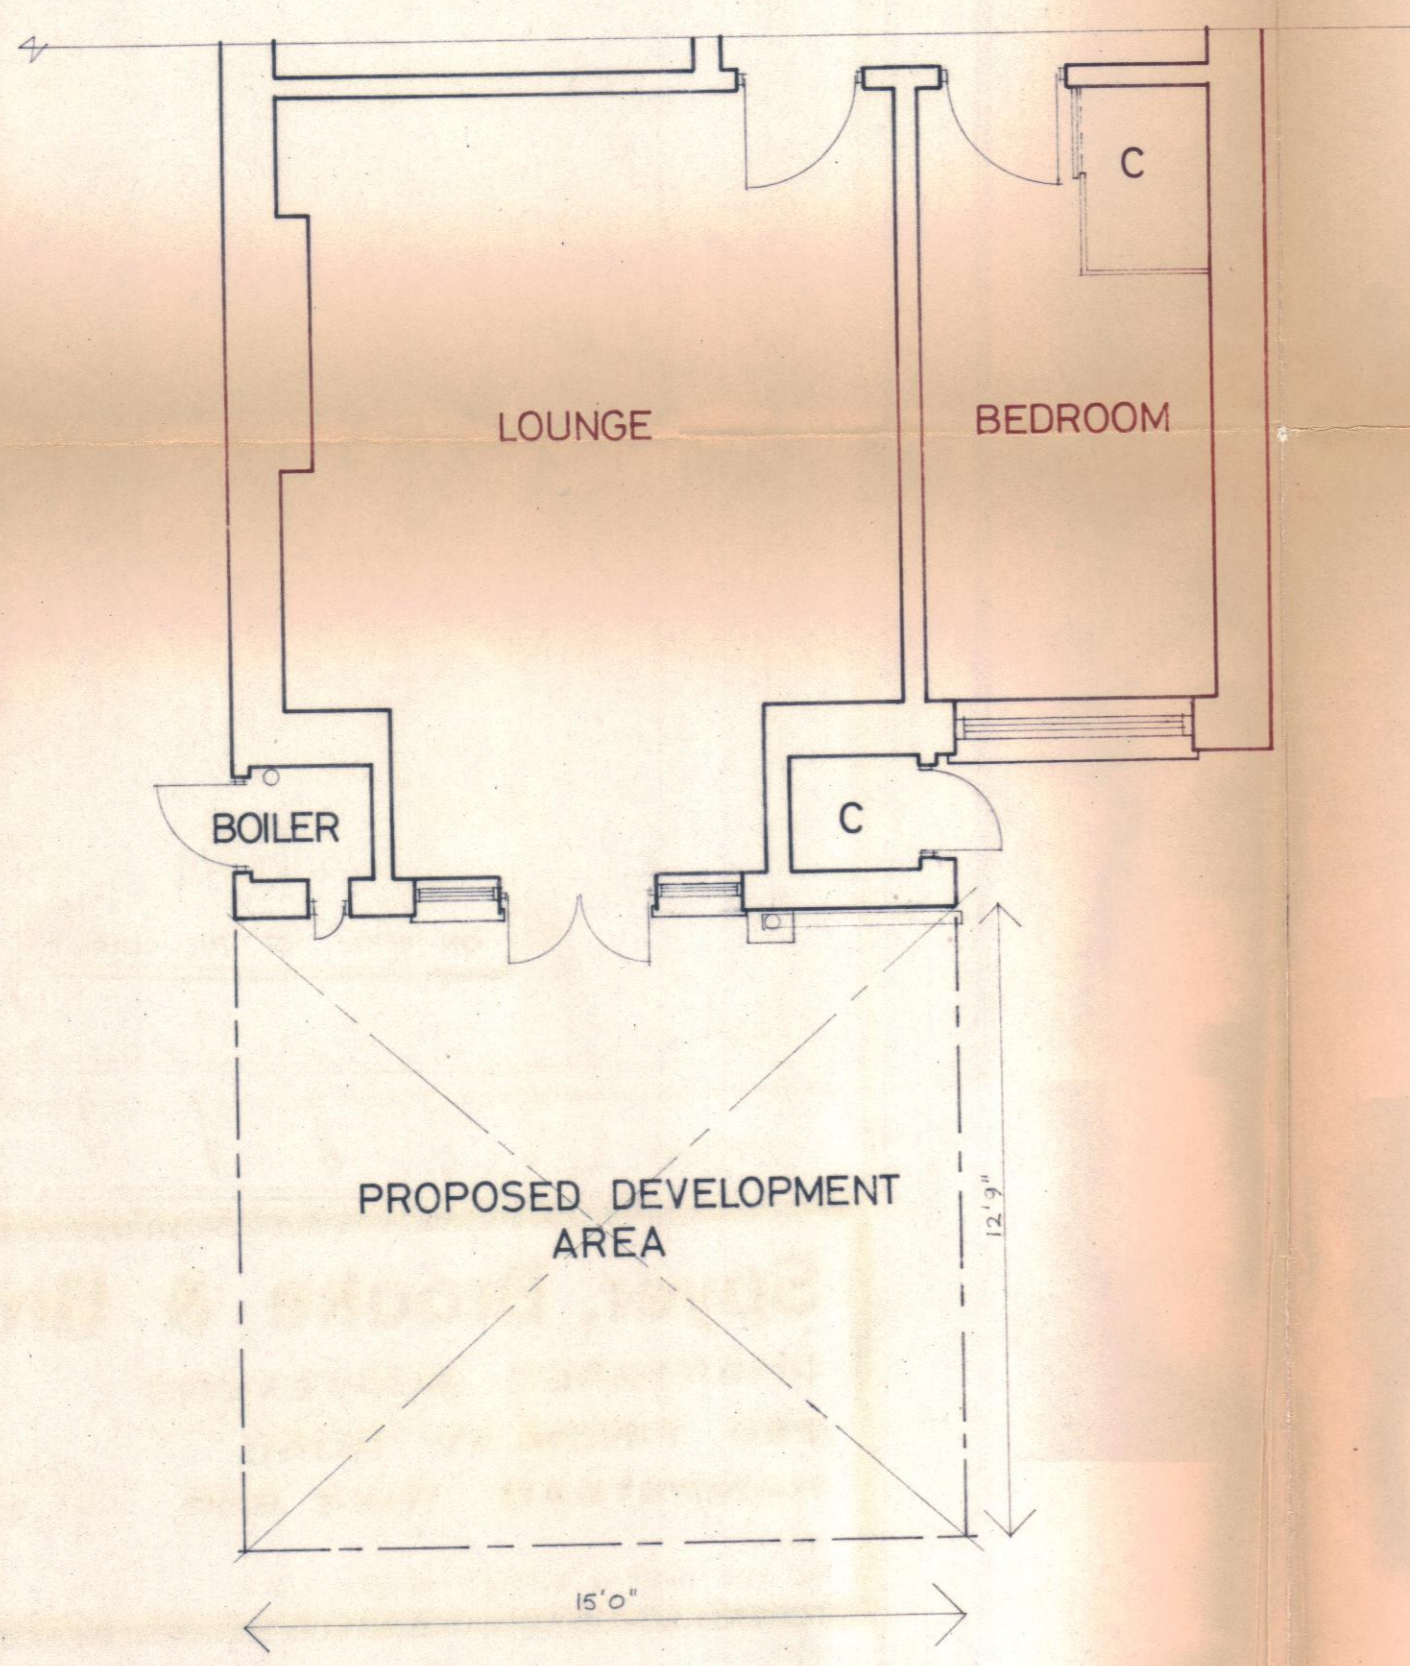 C
LOUNGE
BEDROOM
BOILER
C
PROPOSED DEVELOPMENT
AREA
12'9"
15'0"